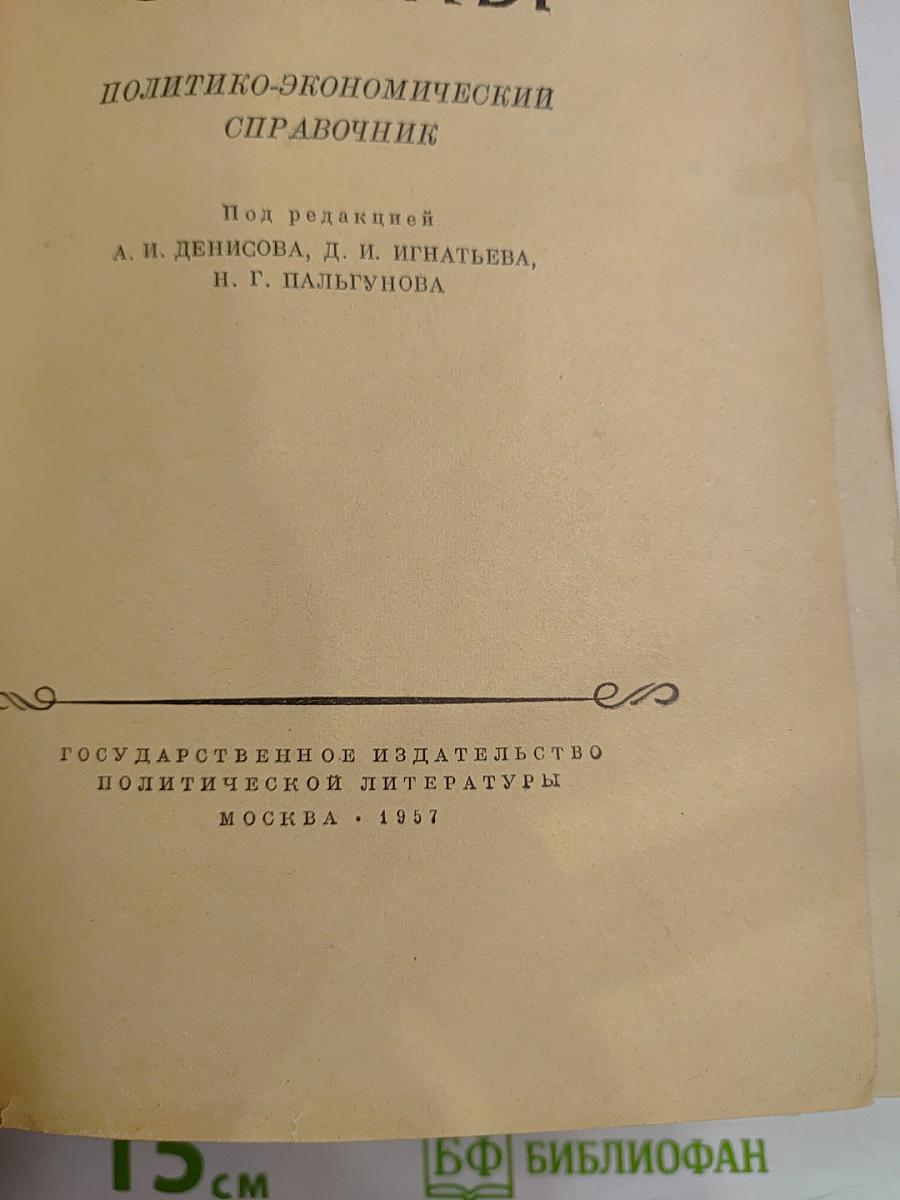 ПОЛИТИКО-ЭКОНОМИЧЕСКИЙ
СПРАВОЧНИК
Под редакцией
А. И. ДЕНИСОВА, Д. И. ИГНАТЬЕВА,
Н. Г. ПАЛЬГУНОВА
ГОСУДАРСТВЕННОЕ ИЗДАТЕЛЬСТВО
ПОЛИТИЧЕСКОЙ ЛИТЕРАТУРЫ
МОСКВА • 1957
15 см
БФ БИБЛИОФАН